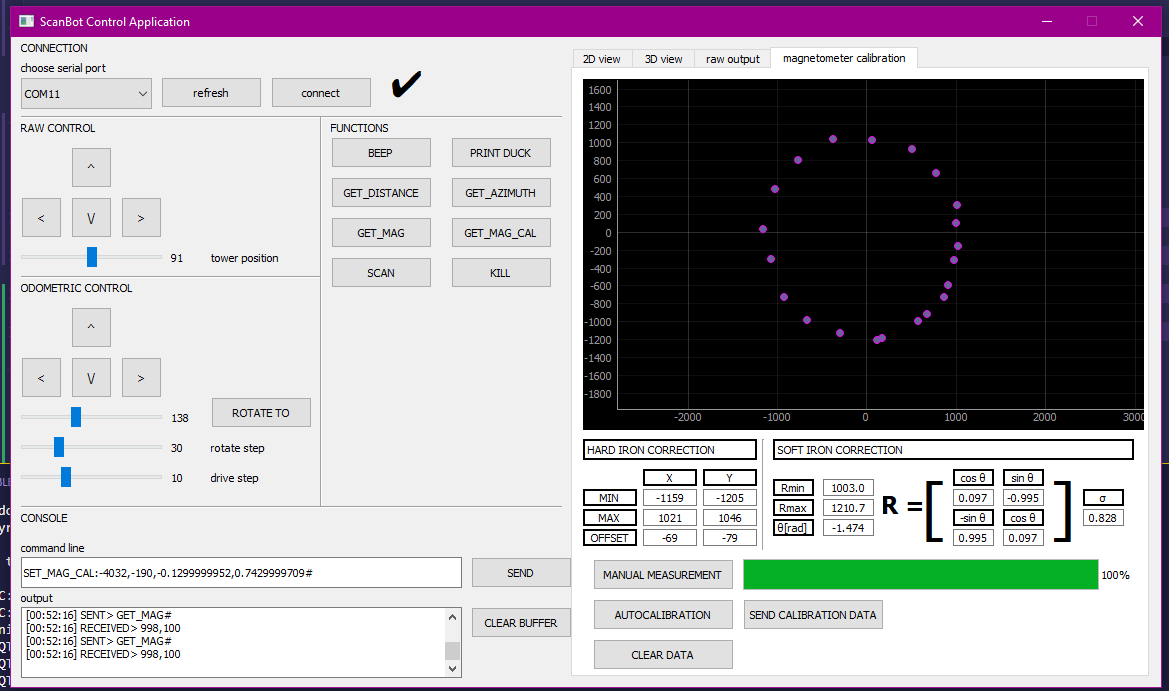 ScanBot Control Application
CONNECTION
choose serial port
COM11
refresh
connect
RAW CONTROL
^
< V >
91 tower position
ODOMETRIC CONTROL
^
< V >
138 ROTATE TO
30 rotate step
10 drive step
FUNCTIONS
BEEP PRINT DUCK
GET_DISTANCE GET_AZIMUTH
GET_MAG GET_MAG_CAL
SCAN KILL
CONSOLE
command line
SET_MAG_CAL:-4032,-190,-0.1299999952,0.7429999709#
SEND
output
[00:52:16] SENT> GET_MAG#
[00:52:16] RECEIVED> 998,100
[00:52:16] SENT> GET_MAG#
[00:52:16] RECEIVED> 998,100
CLEAR BUFFER
2D view 3D view raw output magnetometer calibration
1600
1400
1200
1000
800
600
400
200
0
-200
-400
-600
-800
-1000
-1200
-1400
-1600
-1800
-2000 -1000 0 1000 2000 3000
HARD IRON CORRECTION
X Y
MIN -1159 -1205
MAX 1021 1046
OFFSET -69 -79
SOFT IRON CORRECTION
Rmin 1003.0
Rmax 1210.7
θ[rad] -1.474
R = [ ]
cos θ sin θ
0.097 -0.995
-sin θ cos θ
0.995 0.097
σ
0.828
MANUAL MEASUREMENT 100%
AUTOCALIBRATION SEND CALIBRATION DATA
CLEAR DATA